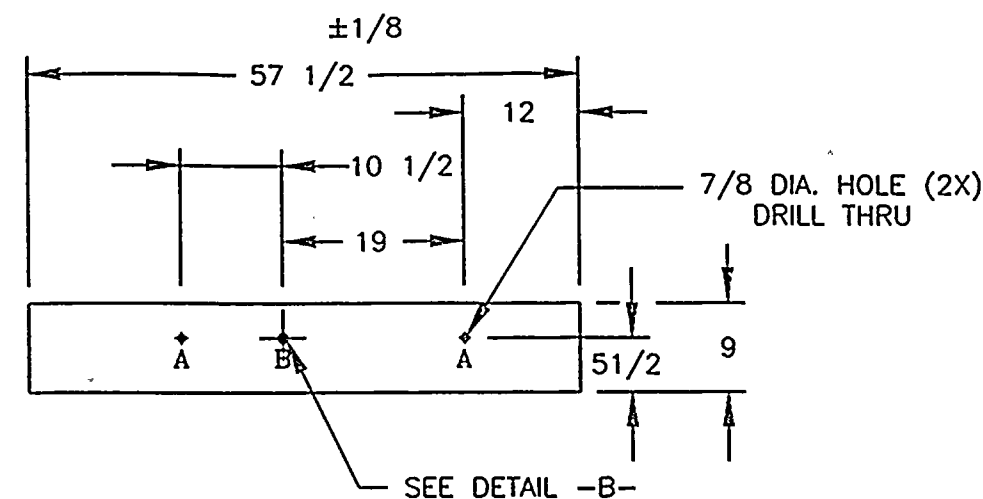 ±1/8
57 1/2
12
10 1/2
7/8 DIA. HOLE (2X)
DRILL THRU
19
A
B
A
51/2
9
SEE DETAIL -B-